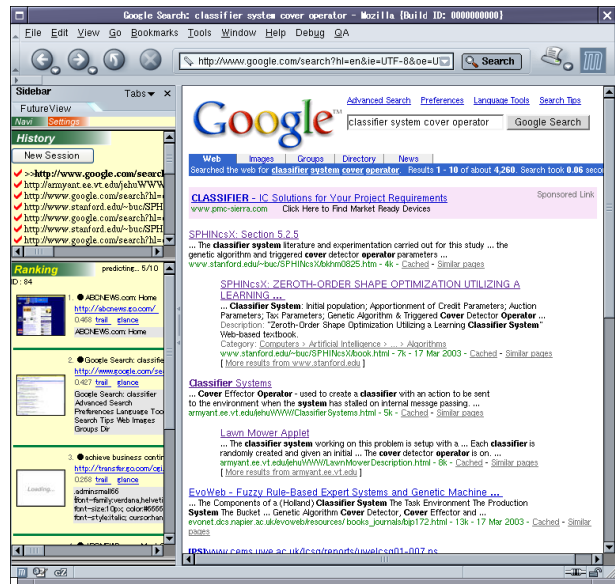 Google Search: classifier system cover operator - Mozilla {Build ID: 0000000000}
File Edit View Go Bookmarks Tools Window Help Debug QA
http://www.google.com/search?hl=en&ie=UTF-8&oe=U
Search
Sidebar
Tabs
FutureView
Navi Settings
History
New Session
>>http://www.google.com/search
http://armyant.ee.vt.edu/jehuWWW
http://www.google.com/search?hl=
http://www.stanford.edu/~buc/SPH
http://www.google.com/search?hl=
http://www.stanford.edu/~buc/SPH
http://www.google.com/search?hl=
Ranking
predicting... 5/10
ID : 84
1. ●ABCNEWS.com: Home
http://abcnews.go.com/
0.468 trail glance
ABCNEWS.com: Home
2. ●Google Search: classifie
http://www.google.com/se
0.427 trail glance
Google Search: classifier
Advanced Search
Preferences Language Too
Search Tips Web Images
Groups Dir
3. ●achieve business contin
http://transfer.go.com/cgi
0.268 trail glance
.adminsmall66
font-family:verdana,helveti
font-size:10px; color:#6666
font-style:italic; cursor:han
Loading...
Google™
Advanced Search Preferences Language Tools Search Tips
classifier system cover operator
Google Search
Web Images Groups Directory News
Searched the web for classifier system cover operator. Results 1 - 10 of about 4,260. Search took 0.06 secon
CLASSIFIER - IC Solutions for Your Project Requirements
Sponsored Link
www.pmc-sierra.com Click Here to Find Market Ready Devices
SPHINcsX: Section 5.2.5
... The classifier system literature and experimentation carried out for this study ... the
genetic algorithm and triggered cover detector operator parameters ...
www.stanford.edu/~buc/SPHINcsX/bkhm0825.htm - 4k - Cached - Similar pages
SPHINcsX: ZEROTH-ORDER SHAPE OPTIMIZATION UTILIZING A
LEARNING ...
... Classifier System: Initial population; Apportionment of Credit Parameters; Auction
Parameters; Tax Parameters; Genetic Algorithm & Triggered Cover Detector Operator ...
Description: "Zeroth-Order Shape Optimization Utilizing a Learning Classifier System"
Web-based textbook.
Category: Computers > Artificial Intelligence > ... > Algorithms
www.stanford.edu/~buc/SPHINcsX/book.html - 7k - 17 Mar 2003 - Cached - Similar pages
[ More results from www.stanford.edu ]
Classifier Systems
... Cover Effector Operator - used to create a classifier with an action to be sent
to the environment when the system has stalled on internal messge passing. ...
armyant.ee.vt.edu/jehuWWW/ClassifierSystems.html - 5k - Cached - Similar pages
Lawn Mower Applet
... The classifier system working on this problem is setup with a ... Each classifier is
randomly created and given an initial ... The cover detector operator is on. ...
armyant.ee.vt.edu/jehuWWW/LawnMowerDescription.html - 8k - Cached - Similar pages
[ More results from armyant.ee.vt.edu ]
EvoWeb - Fuzzy Rule-Based Expert Systems and Genetic Machine ...
... The Components of a (Holland) Classifier System The Task Environment The Production
System The Bucket ... Genetic Algorithm Cover Detector, Cover Effector and ...
evonet.dcs.napier.ac.uk/evoweb/resources/ books_journals/bjp172.html - 13k - 17 Mar 2003 - Cached - Similar
pages
[PS]www.cems.uwe.ac.uk/lcsg/reports/uwelcsg01-007.ps